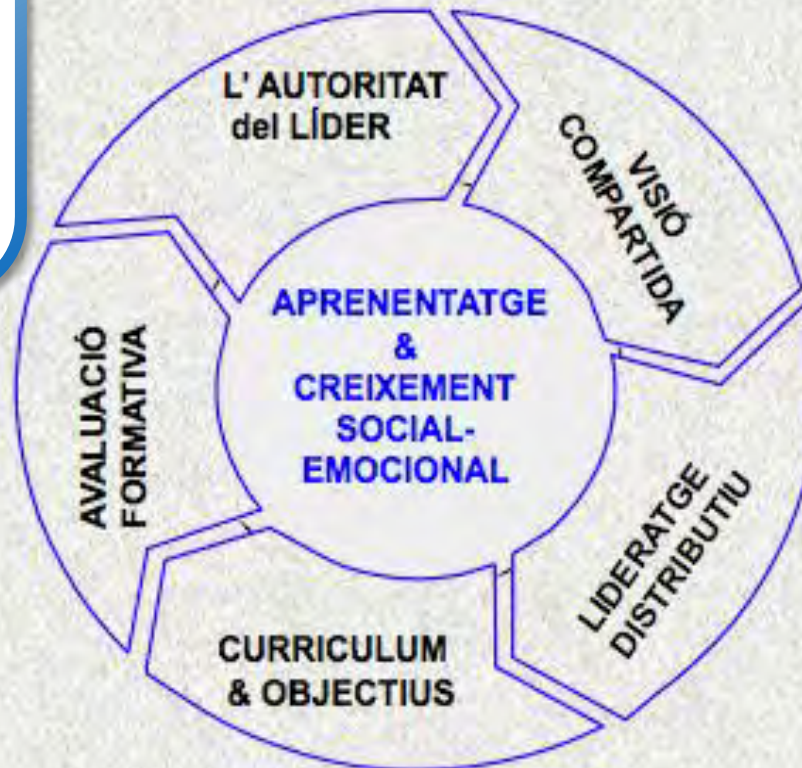 L' AUTORITAT
del LÍDER
VISIÓ
COMPARTIDA
LIDERATGE
DISTRIBUTIU
CURRICULUM
& OBJECTIUS
AVALUACIÓ
FORMATIVA
APRENENTATGE
&
CREIXEMENT
SOCIAL-
EMOCIONAL